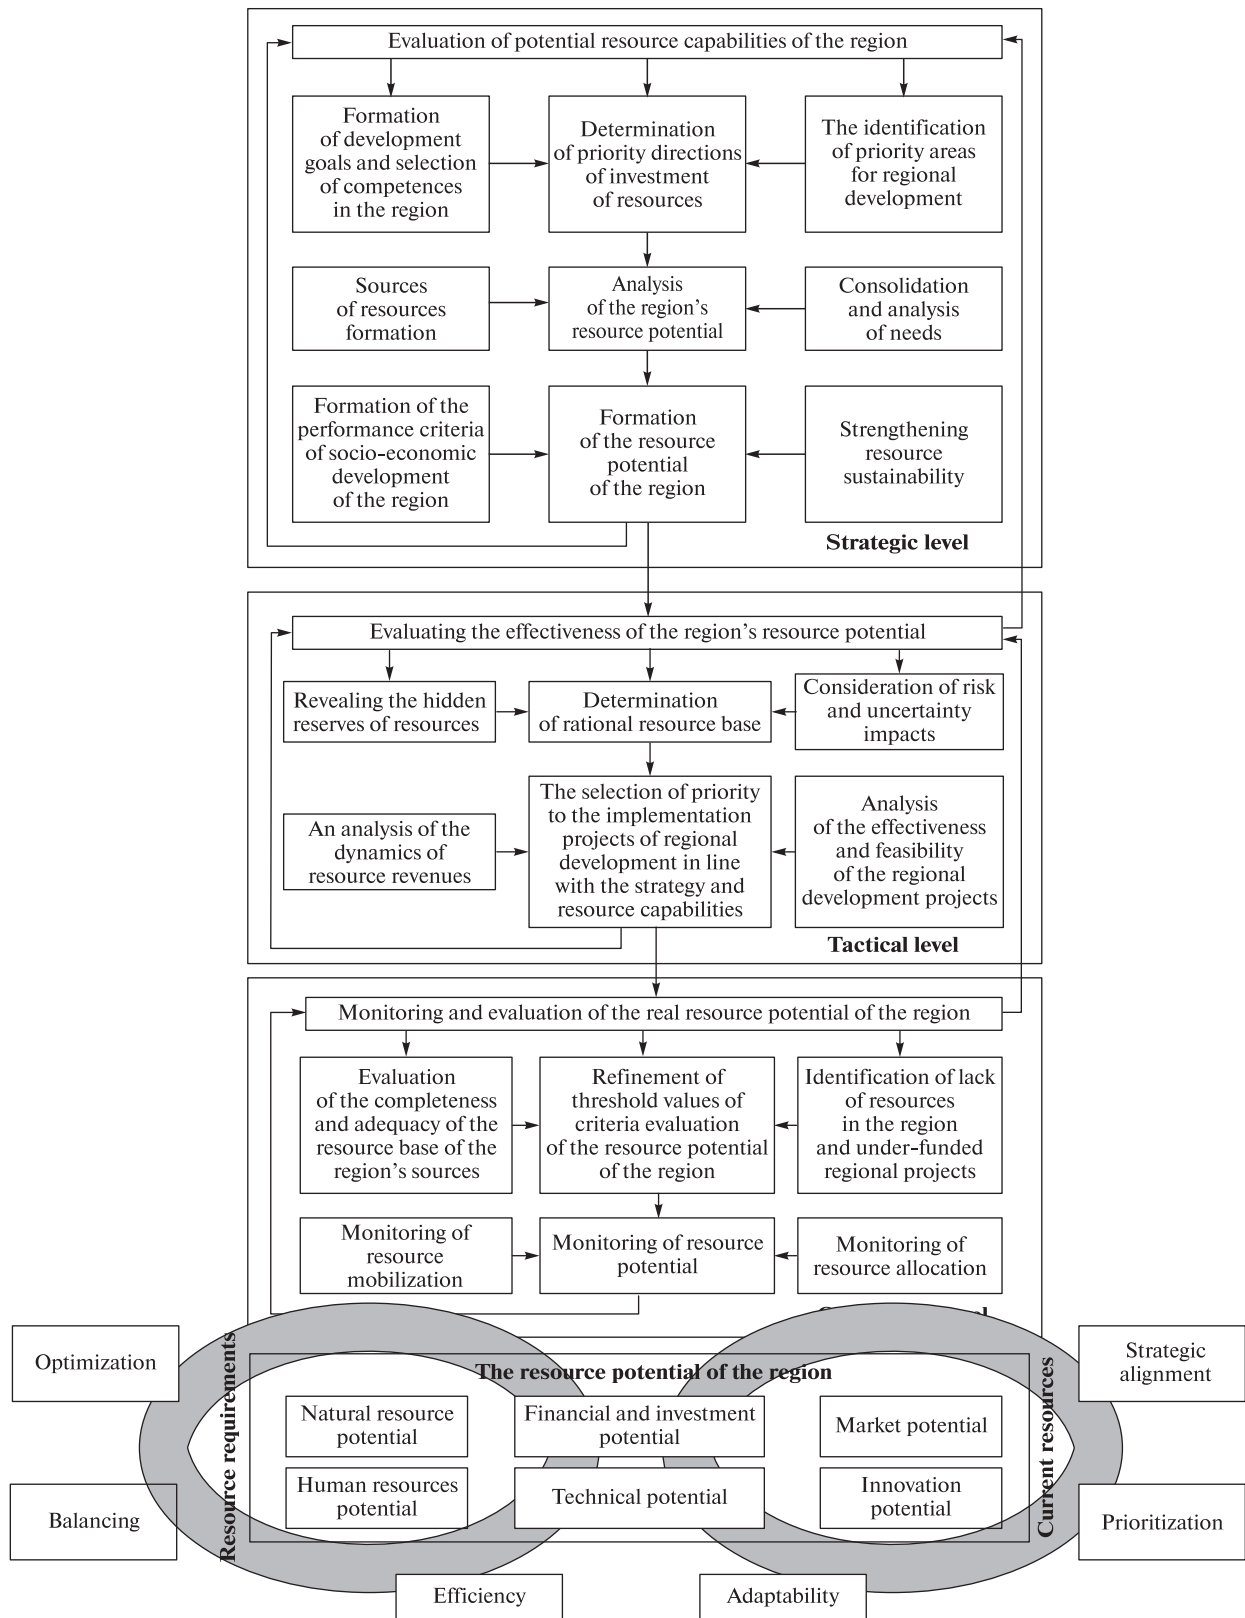 Evaluation of potential resource capabilities of the region
Formation
of development
goals and selection
of competences
in the region
Determination
of priority directions
of investment
of resources
The identification
of priority areas
for regional
development
Sources
of resources
formation
Analysis
of the region’s
resource potential
Consolidation
and analysis
of needs
Formation of the
performance criteria
of socio-economic
development
of the region
Formation
of the resource
potential
of the region
Strengthening
resource
sustainability
Strategic level
Evaluating the effectiveness of the region’s resource potential
Revealing the hidden
reserves of resources
Determination
of rational resource base
Consideration of risk
and uncertainty
impacts
An analysis of the
dynamics of
resource revenues
The selection of priority
to the implementation
projects of regional
development in line
with the strategy and
resource capabilities
Analysis
of the effectiveness
and feasibility
of the regional
development projects
Tactical level
Monitoring and evaluation of the real resource potential of the region
Evaluation
of the completeness
and adequacy of the
resource base of the
region’s sources
Refinement of
threshold values of
criteria evaluation
of the resource potential
of the region
Identification of lack
of resources
in the region
and under-funded
regional projects
Monitoring of
resource
mobilization
Monitoring of resource
potential
Monitoring of
resource allocation
Optimization
Balancing
Resource requirements
The resource potential of the region
Natural resource
potential
Financial and investment
potential
Market potential
Human resources
potential
Technical potential
Innovation
potential
Current resources
Strategic
alignment
Prioritization
Efficiency
Adaptability